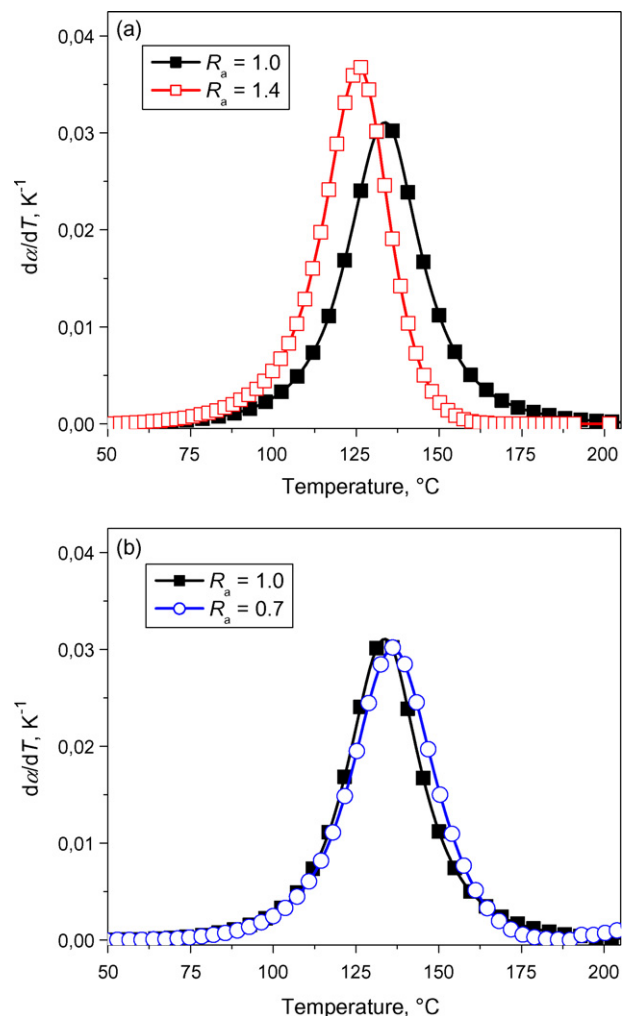 (a)
Rₐ = 1.0
Rₐ = 1.4
0,04
0,03
0,02
0,01
0,00
dα/dT, K⁻¹
50 75 100 125 150 175 200
Temperature, °C
(b)
Rₐ = 1.0
Rₐ = 0.7
0,04
0,03
0,02
0,01
0,00
dα/dT, K⁻¹
50 75 100 125 150 175 200
Temperature, °C